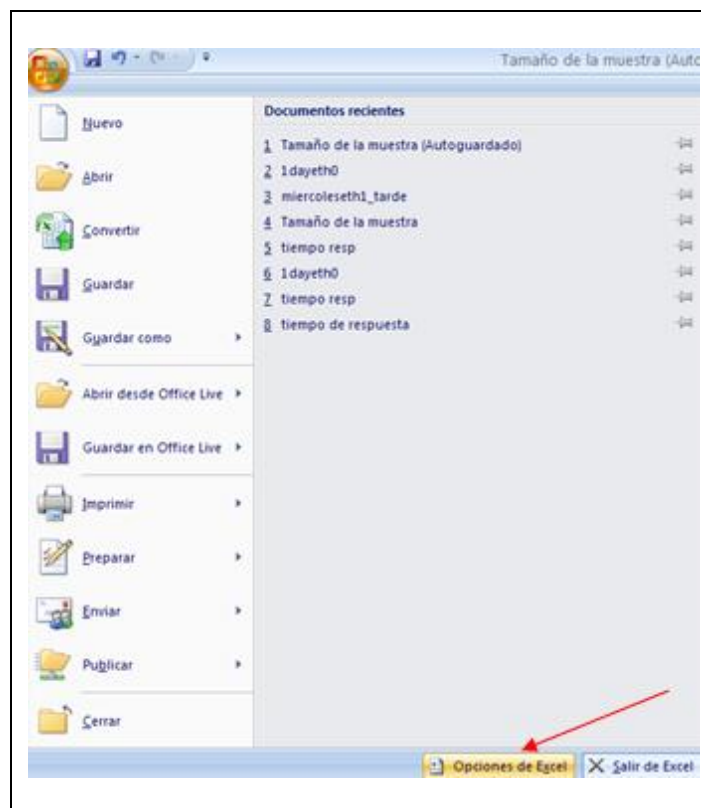 Tamaño de la muestra (Auto
Nuevo
Abrir
Convertir
Guardar
Guardar como
Abrir desde Office Live
Guardar en Office Live
Imprimir
Preparar
Enviar
Publicar
Cerrar
Documentos recientes
1 Tamaño de la muestra (Autoguardado)
2 1dayeth0
3 miercoleseth1_tarde
4 Tamaño de la muestra
5 tiempo resp
6 1dayeth0
7 tiempo resp
8 tiempo de respuesta
Opciones de Excel
Salir de Excel